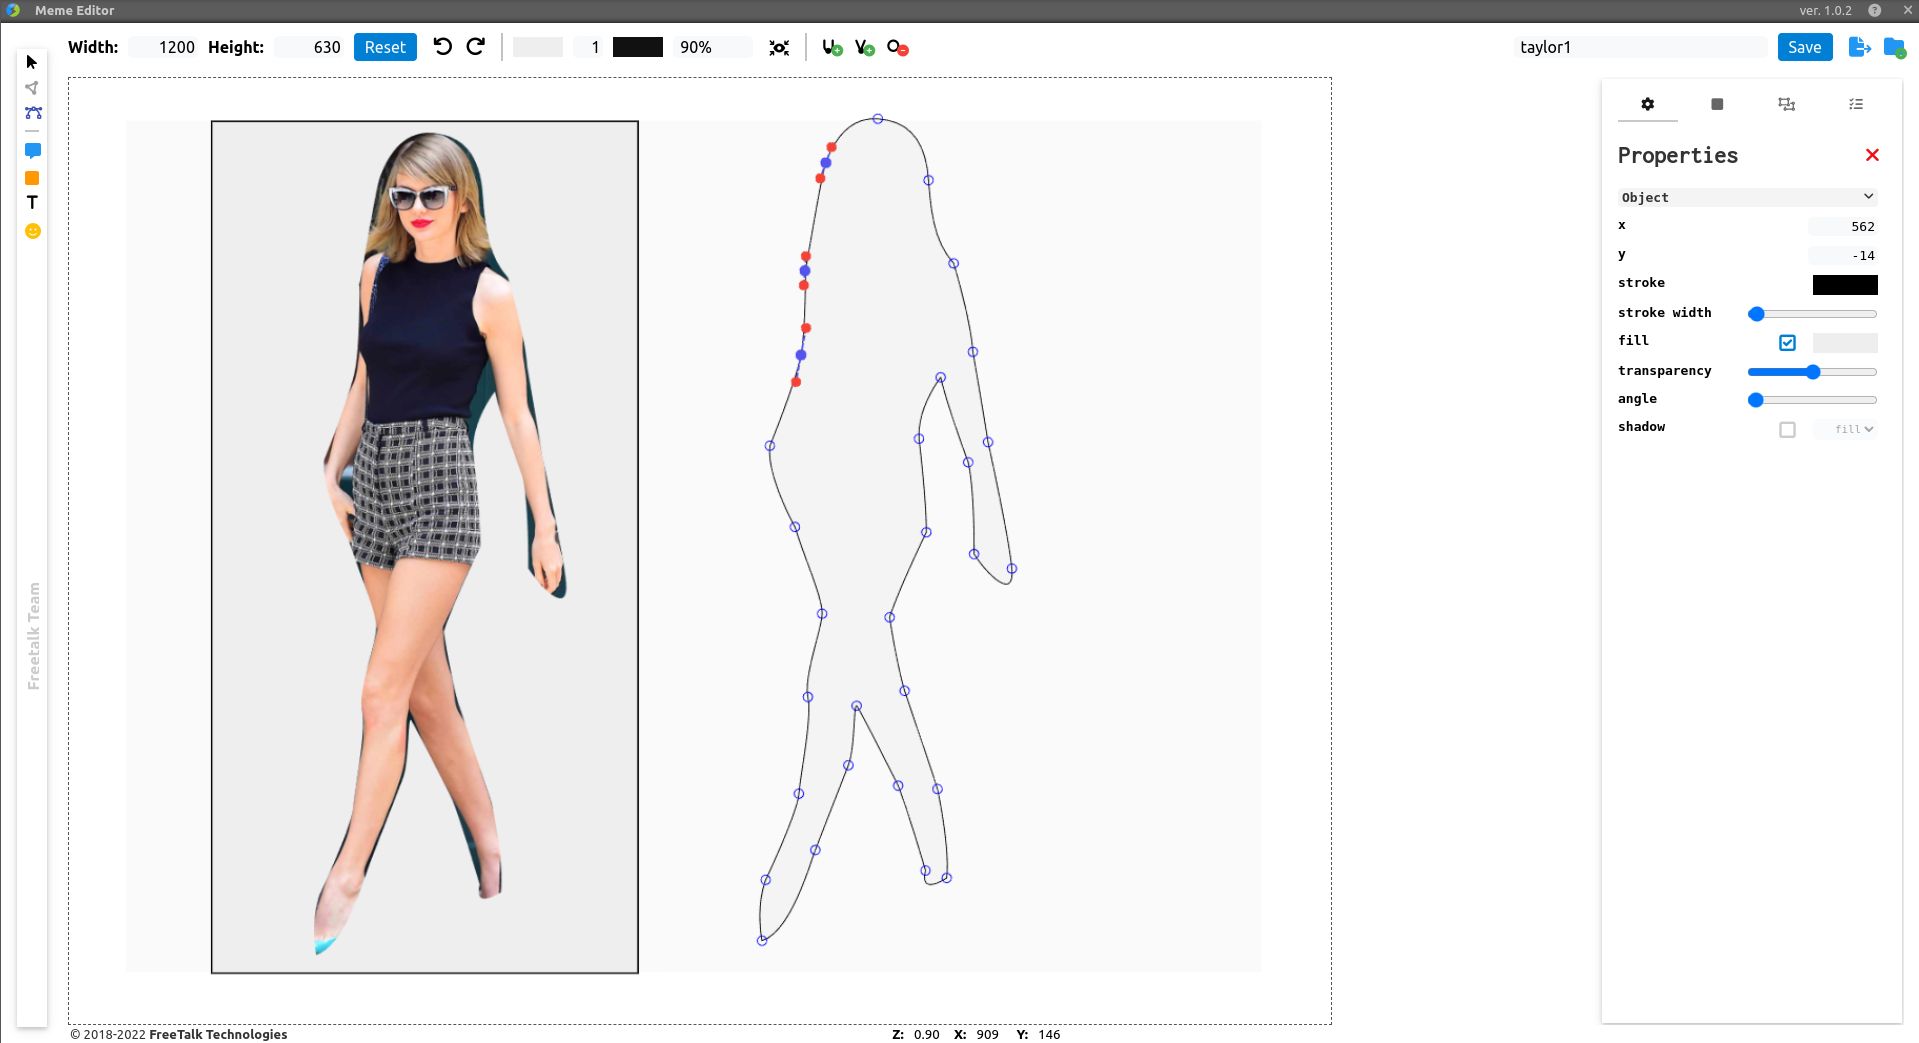 Meme Editor
ver. 1.0.2
Width: 1200 Height: 630 Reset 1 90%
taylor1 Save
T
Properties
Object
x 562
y -14
stroke
stroke width
fill
transparency
angle
shadow fill
Freetalk Team
© 2018-2022 FreeTalk Technologies
Z: 0.90 X: 909 Y: 146